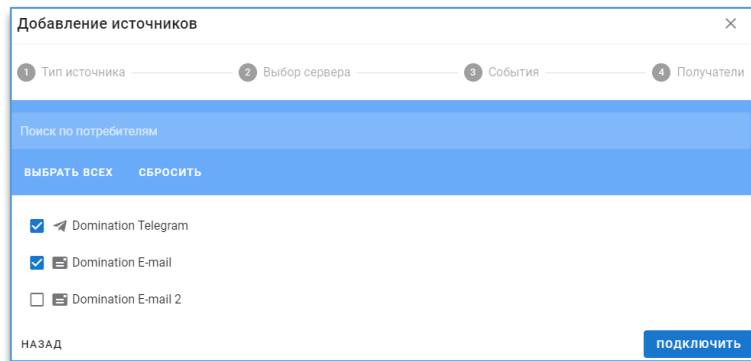 Добавление источников
1 Тип источника 2 Выбор сервера 3 События 4 Получатели
Поиск по потребителям
ВЫБРАТЬ ВСЕХ СБРОСИТЬ
Domination Telegram
Domination E-mail
Domination E-mail 2
НАЗАД ПОДКЛЮЧИТЬ